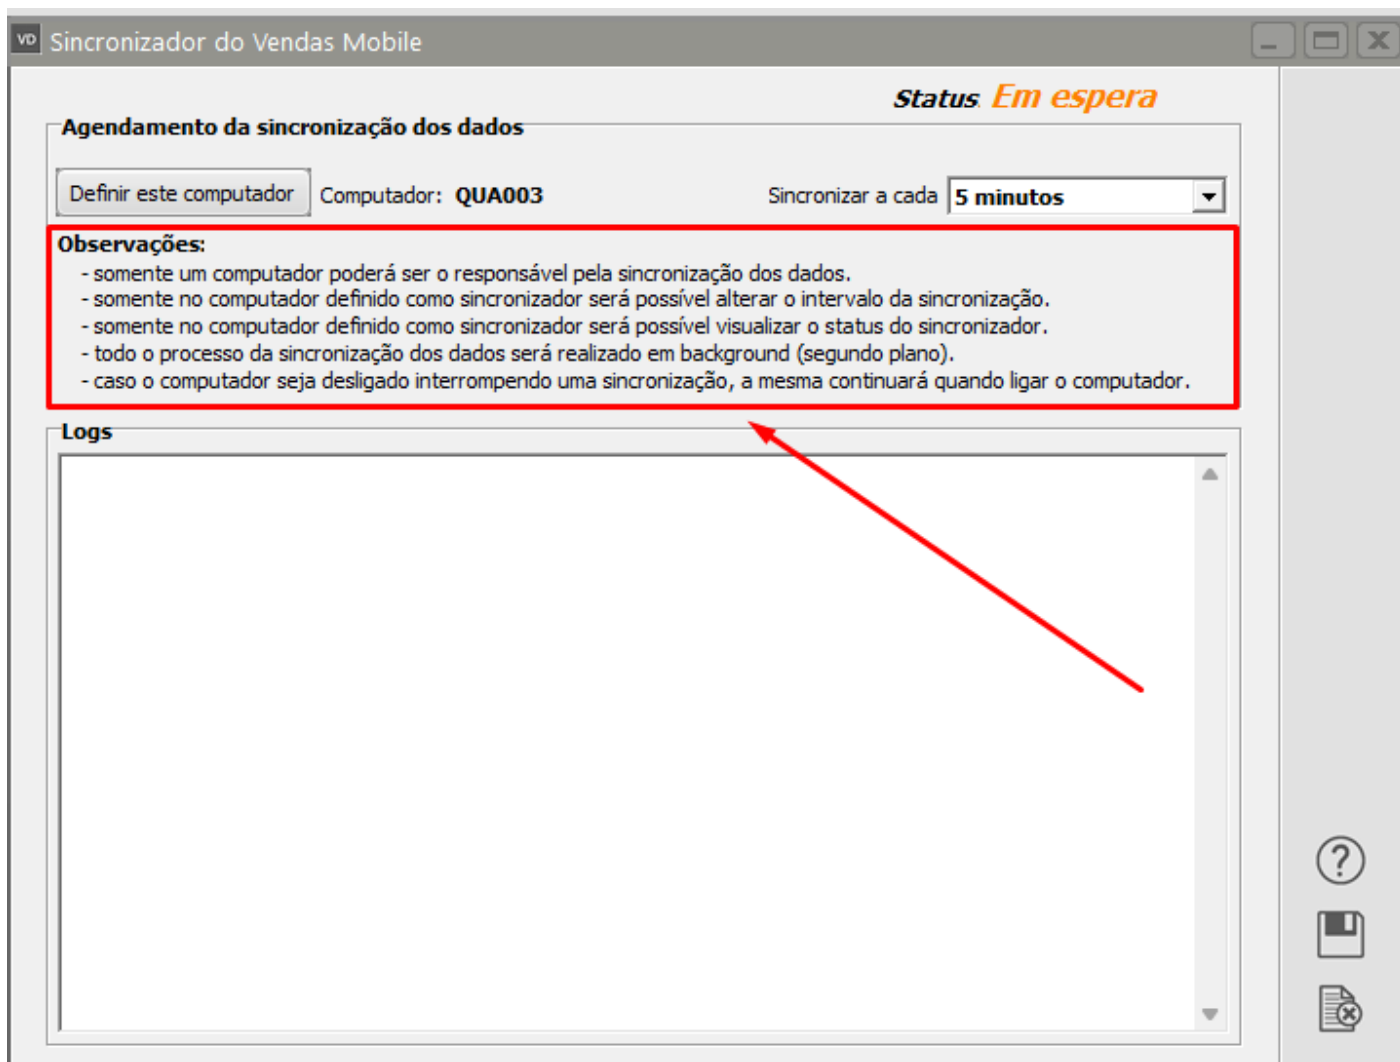 VD Sincronizador do Vendas Mobile
Status: Em espera
Agendamento da sincronização dos dados
Definir este computador Computador: QUA003 Sincronizar a cada 5 minutos
Observações:
- somente um computador poderá ser o responsável pela sincronização dos dados.
- somente no computador definido como sincronizador será possível alterar o intervalo da sincronização.
- somente no computador definido como sincronizador será possível visualizar o status do sincronizador.
- todo o processo da sincronização dos dados será realizado em background (segundo plano).
- caso o computador seja desligado interrompendo uma sincronização, a mesma continuará quando ligar o computador.
Logs